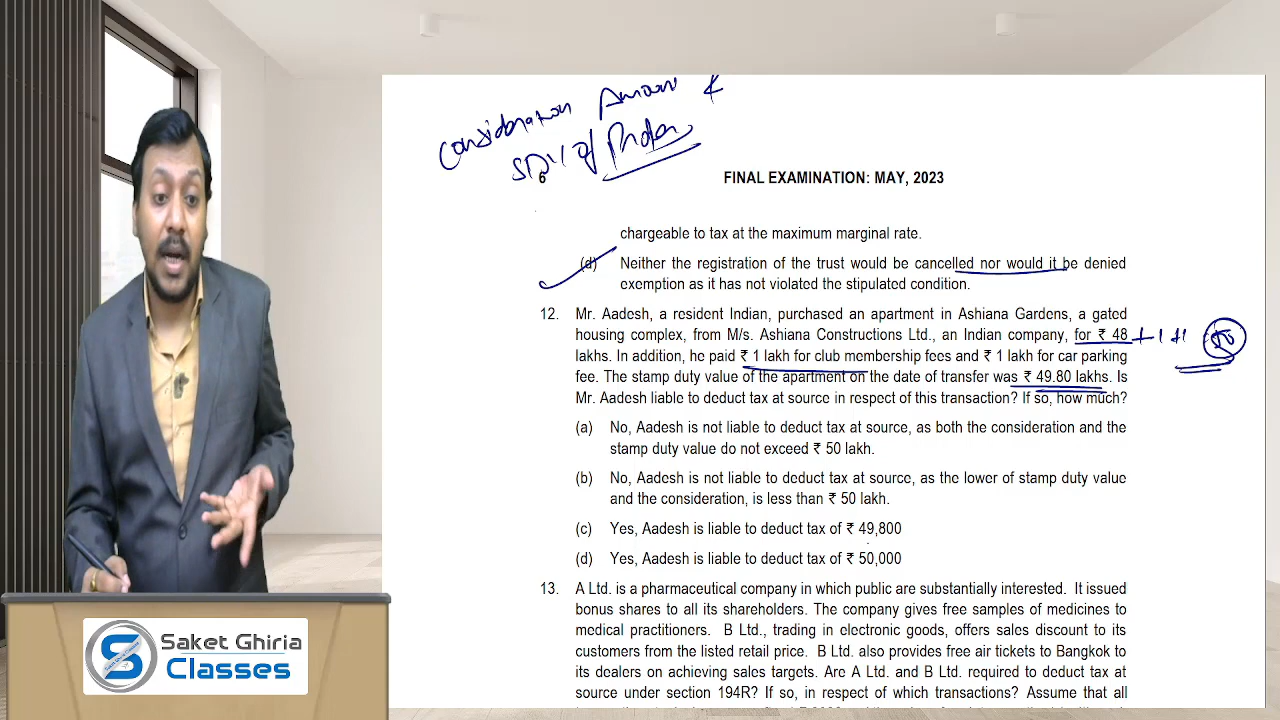 Consideration Amount &
SDV of Property
6
FINAL EXAMINATION: MAY, 2023
chargeable to tax at the maximum marginal rate.
(d) Neither the registration of the trust would be cancelled nor would it be denied
exemption as it has not violated the stipulated condition.
12. Mr. Aadesh, a resident Indian, purchased an apartment in Ashiana Gardens, a gated
housing complex, from M/s. Ashiana Constructions Ltd., an Indian company, for ₹ 48 +1 +1 50
lakhs. In addition, he paid ₹ 1 lakh for club membership fees and ₹ 1 lakh for car parking
fee. The stamp duty value of the apartment on the date of transfer was ₹ 49.80 lakhs. Is
Mr. Aadesh liable to deduct tax at source in respect of this transaction? If so, how much?
(a) No, Aadesh is not liable to deduct tax at source, as both the consideration and the
stamp duty value do not exceed ₹ 50 lakh.
(b) No, Aadesh is not liable to deduct tax at source, as the lower of stamp duty value
and the consideration, is less than ₹ 50 lakh.
(c) Yes, Aadesh is liable to deduct tax of ₹ 49,800
(d) Yes, Aadesh is liable to deduct tax of ₹ 50,000
13. A Ltd. is a pharmaceutical company in which public are substantially interested. It issued
bonus shares to all its shareholders. The company gives free samples of medicines to
medical practitioners. B Ltd., trading in electronic goods, offers sales discount to its
customers from the listed retail price. B Ltd. also provides free air tickets to Bangkok to
its dealers on achieving sales targets. Are A Ltd. and B Ltd. required to deduct tax at
source under section 194R? If so, in respect of which transactions? Assume that all
Saket Ghiria
Classes